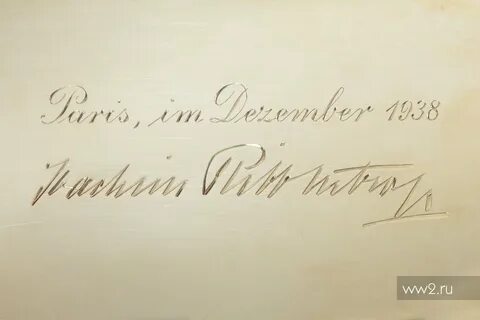 Paris, im Dezember 1938
Joachim Ribbentrop
ww2.ru